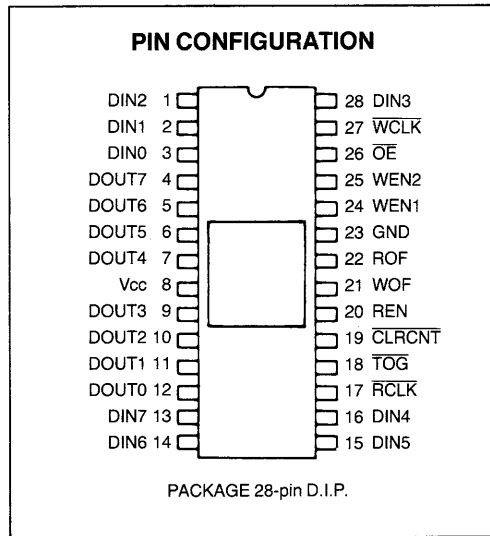 PIN CONFIGURATION
DIN2 1 28 DIN3
DIN1 2 27 WCLK
DIN0 3 26 OE
DOUT7 4 25 WEN2
DOUT6 5 24 WEN1
DOUT5 6 23 GND
DOUT4 7 22 ROF
Vcc 8 21 WOF
DOUT3 9 20 REN
DOUT2 10 19 CLRCNT
DOUT1 11 18 TOG
DOUT0 12 17 RCLK
DIN7 13 16 DIN4
DIN6 14 15 DIN5
PACKAGE 28-pin D.I.P.